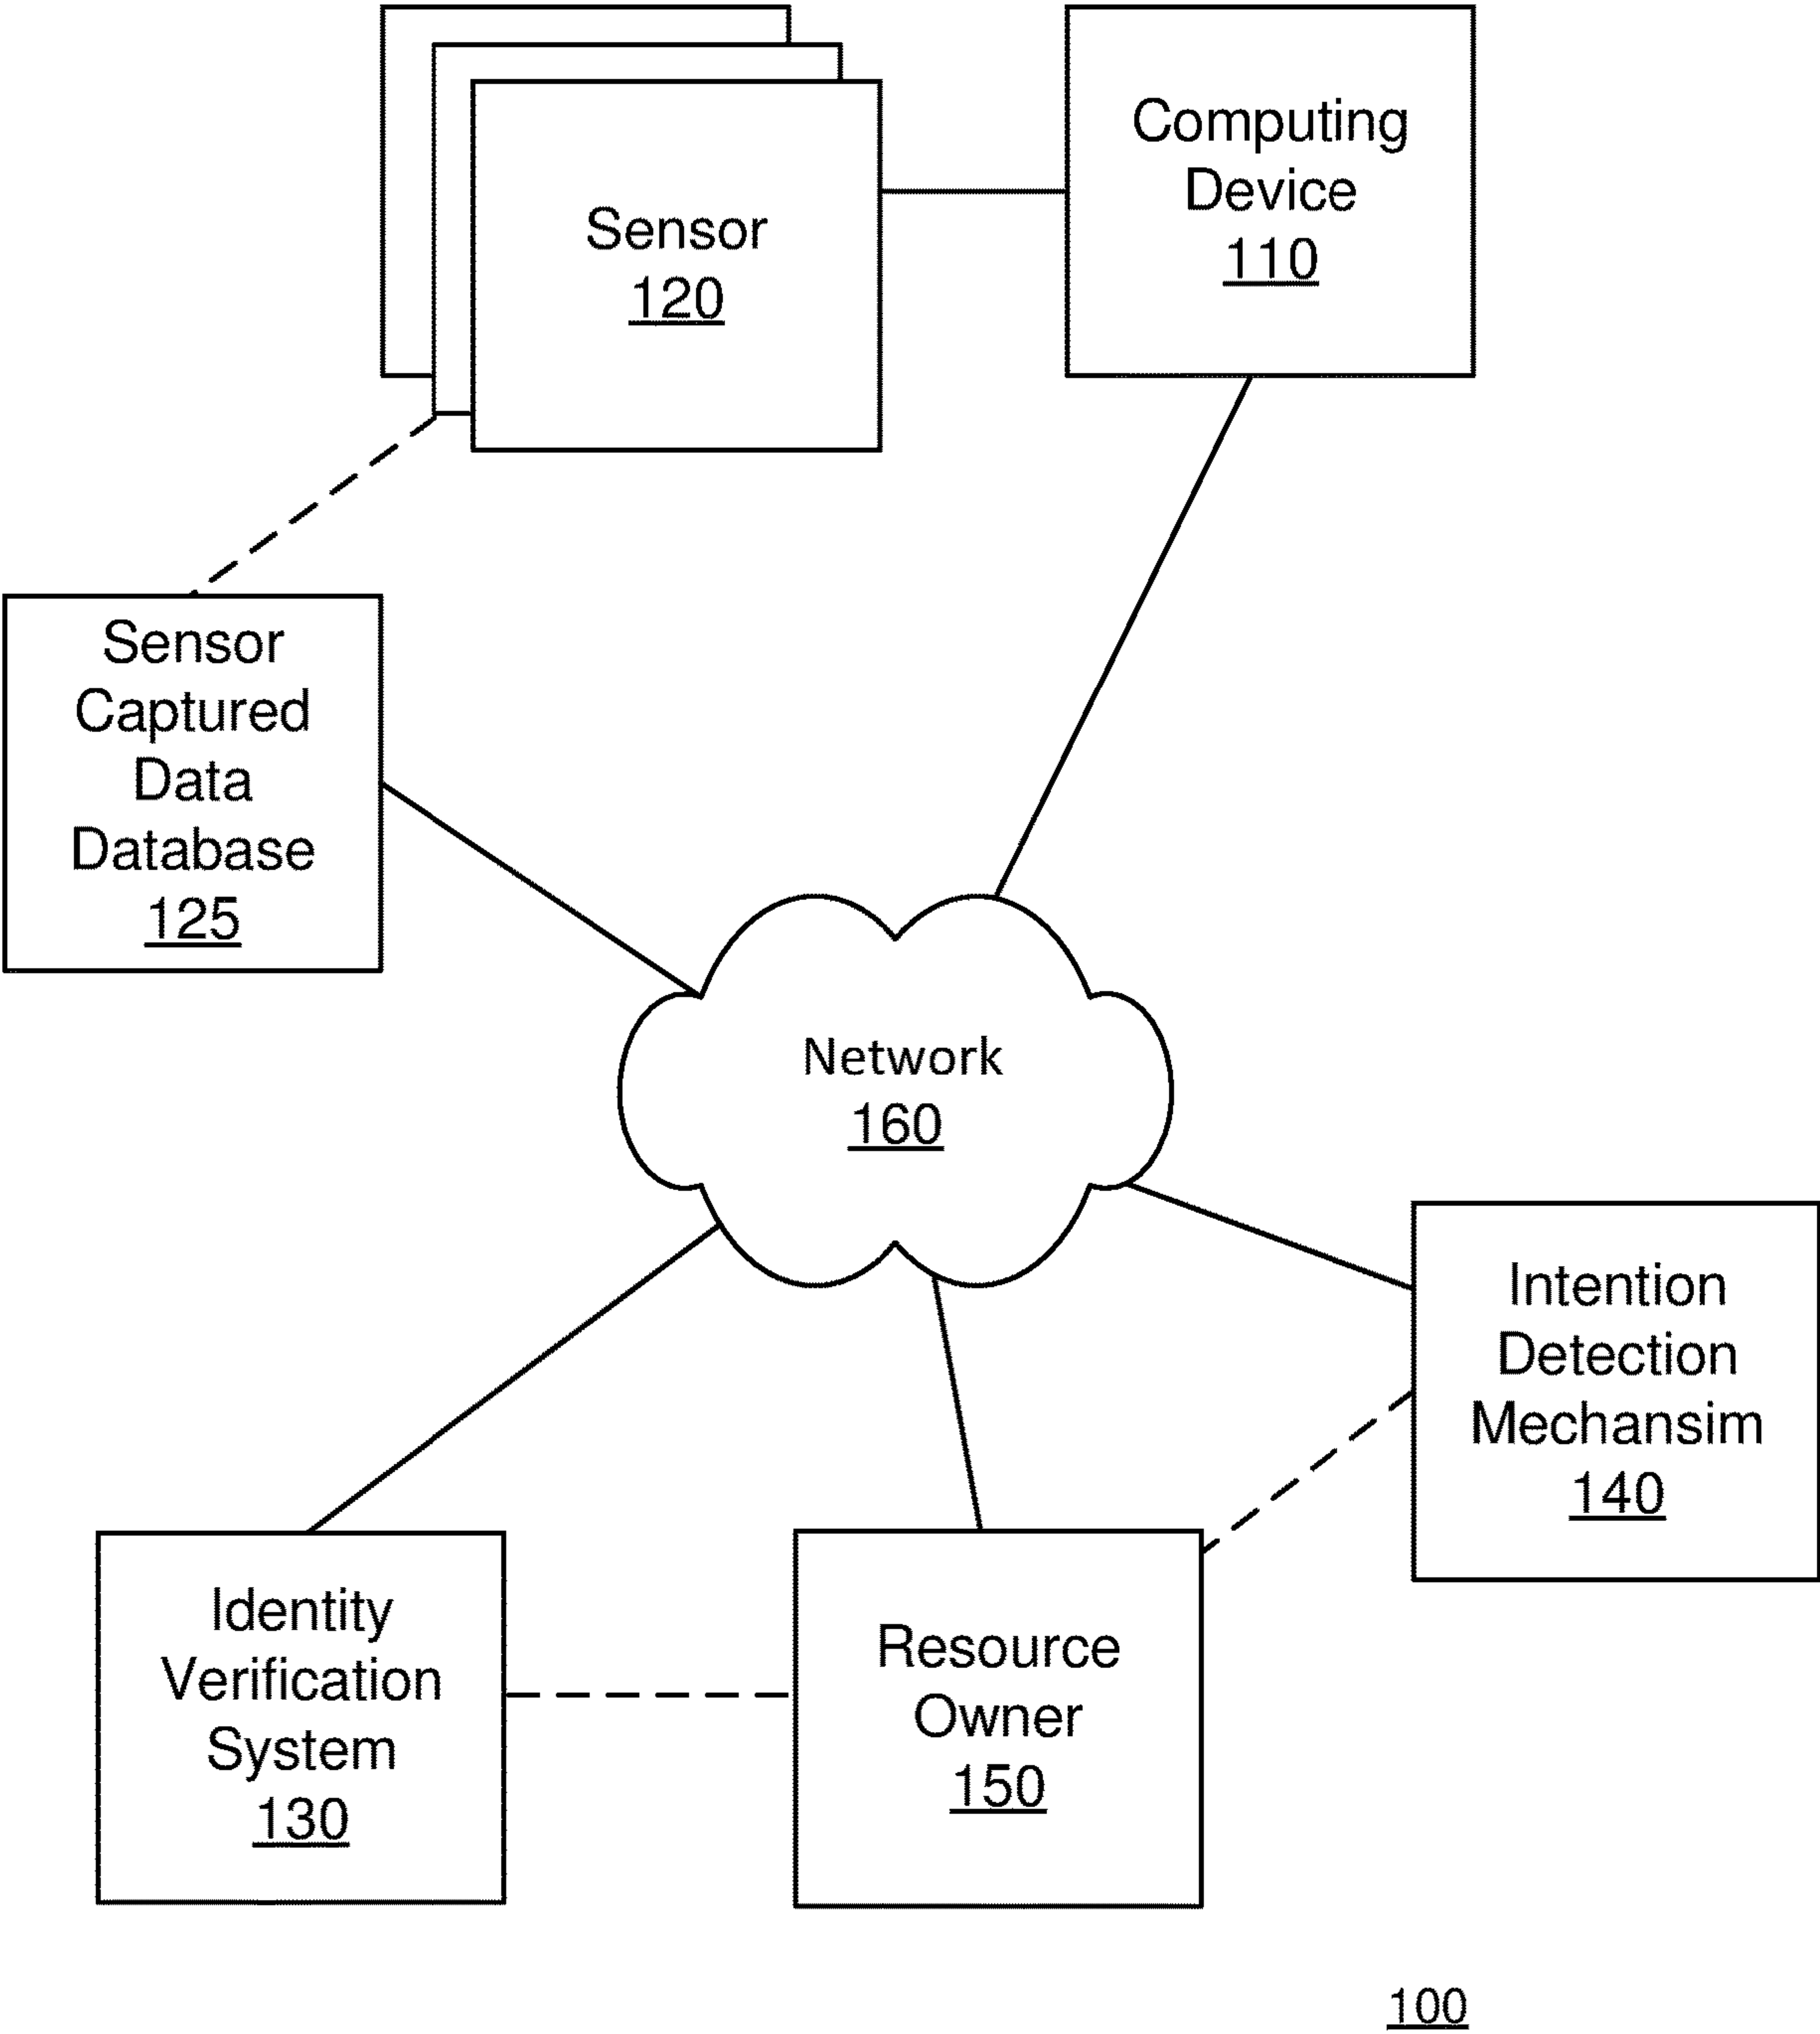 Sensor
120
Computing
Device
110
Sensor
Captured
Data
Database
125
Network
160
Intention
Detection
Mechansim
140
Identity
Verification
System
130
Resource
Owner
150
100